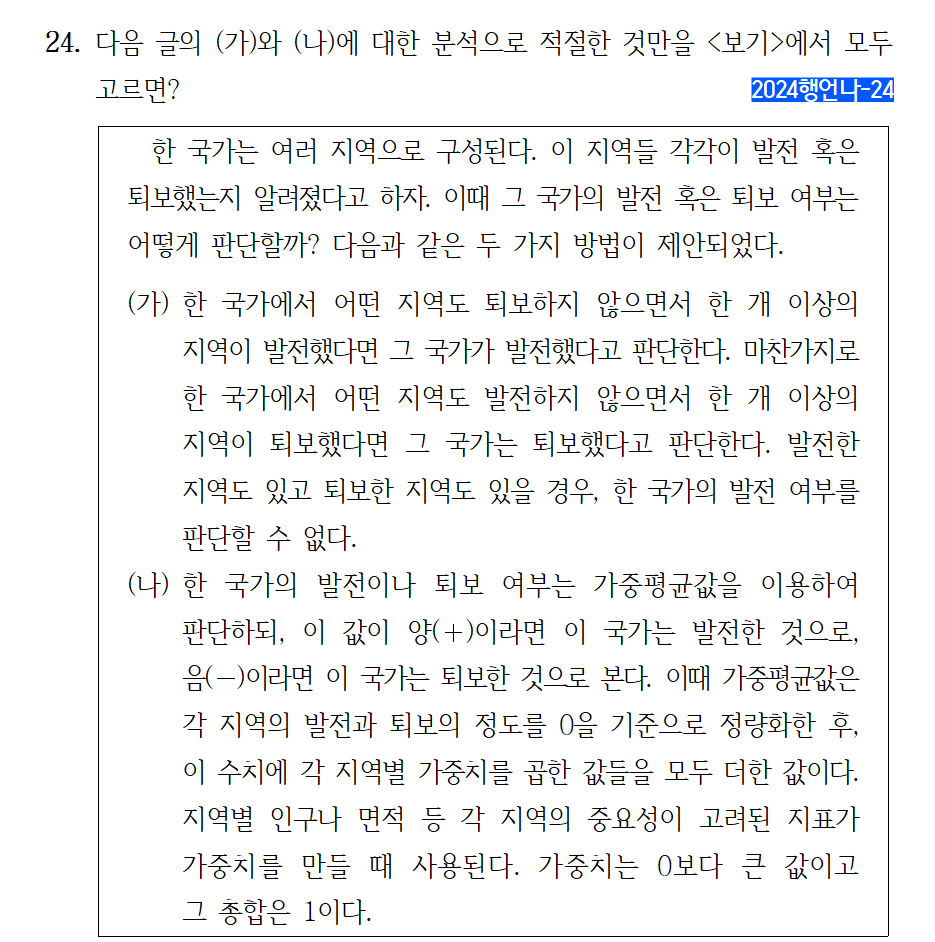 24. 다음 글의 (가)와 (나)에 대한 분석으로 적절한 것만을 <보기>에서 모두
고르면?
2024행언나-24
한 국가는 여러 지역으로 구성된다. 이 지역들 각각이 발전 혹은
퇴보했는지 알려졌다고 하자. 이때 그 국가의 발전 혹은 퇴보 여부는
어떻게 판단할까? 다음과 같은 두 가지 방법이 제안되었다.
(가) 한 국가에서 어떤 지역도 퇴보하지 않으면서 한 개 이상의
지역이 발전했다면 그 국가가 발전했다고 판단한다. 마찬가지로
한 국가에서 어떤 지역도 발전하지 않으면서 한 개 이상의
지역이 퇴보했다면 그 국가는 퇴보했다고 판단한다. 발전한
지역도 있고 퇴보한 지역도 있을 경우, 한 국가의 발전 여부를
판단할 수 없다.
(나) 한 국가의 발전이나 퇴보 여부는 가중평균값을 이용하여
판단하되, 이 값이 양(+)이라면 이 국가는 발전한 것으로,
음(-)이라면 이 국가는 퇴보한 것으로 본다. 이때 가중평균값은
각 지역의 발전과 퇴보의 정도를 0을 기준으로 정량화한 후,
이 수치에 각 지역별 가중치를 곱한 값들을 모두 더한 값이다.
지역별 인구나 면적 등 각 지역의 중요성이 고려된 지표가
가중치를 만들 때 사용된다. 가중치는 0보다 큰 값이고
그 총합은 1이다.